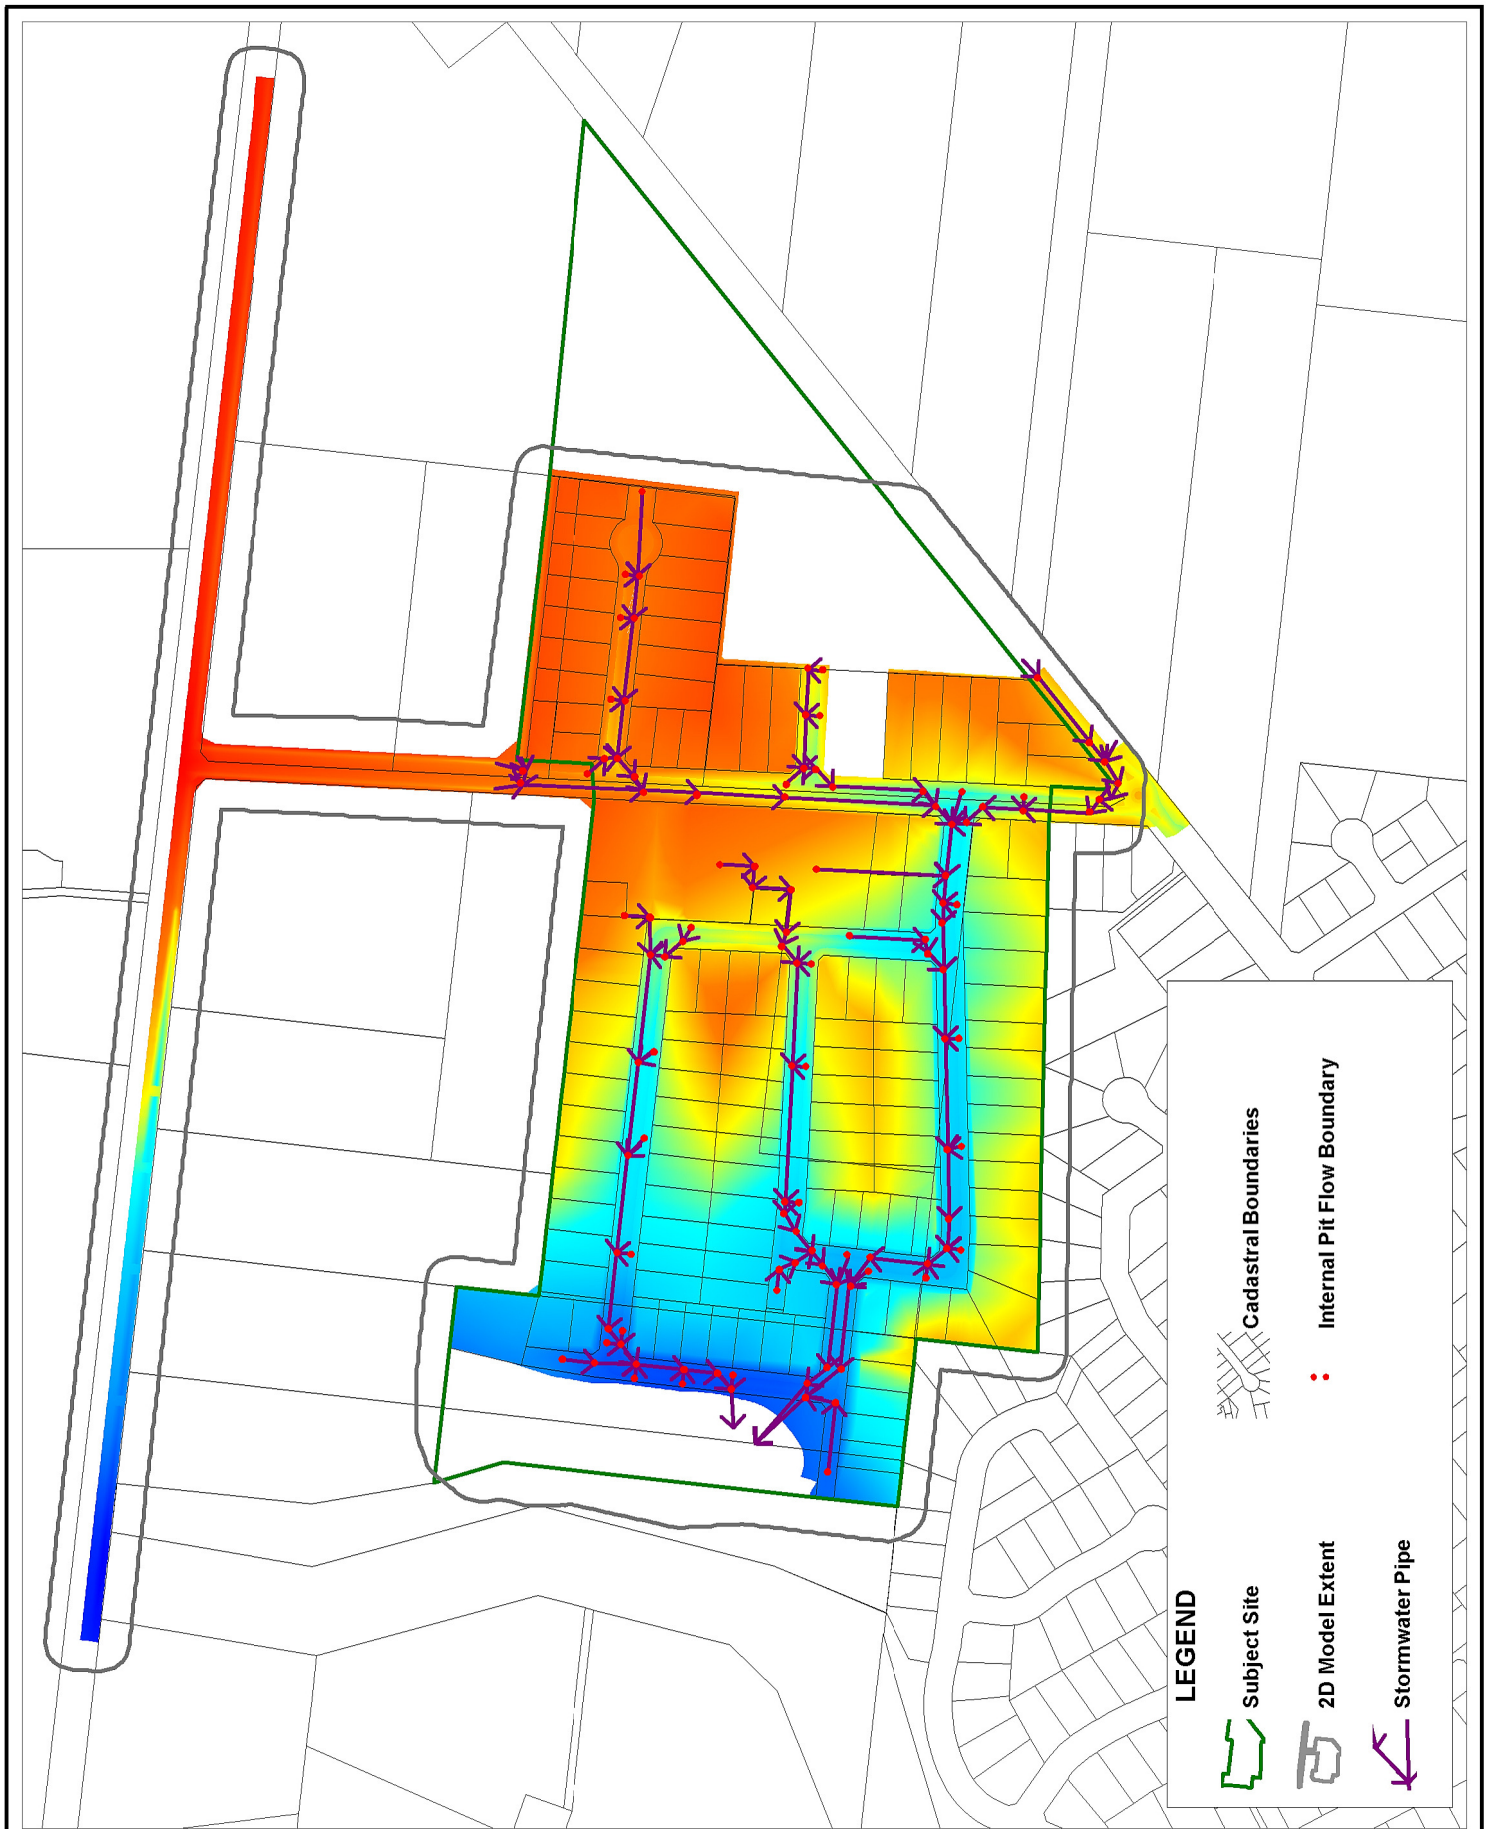 LEGEND
Subject Site
Cadastral Boundaries
2D Model Extent
Internal Pit Flow Boundary
Stormwater Pipe